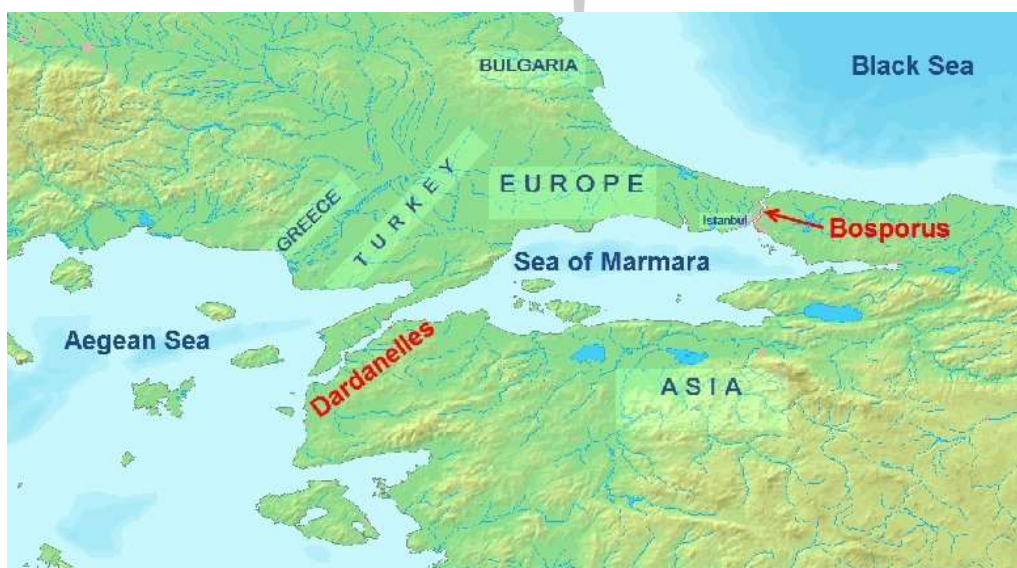 BULGARIA
Black Sea
EUROPE
TURKEY
GREECE
Istanbul
Bosporus
Sea of Marmara
Aegean Sea
Dardanelles
ASIA